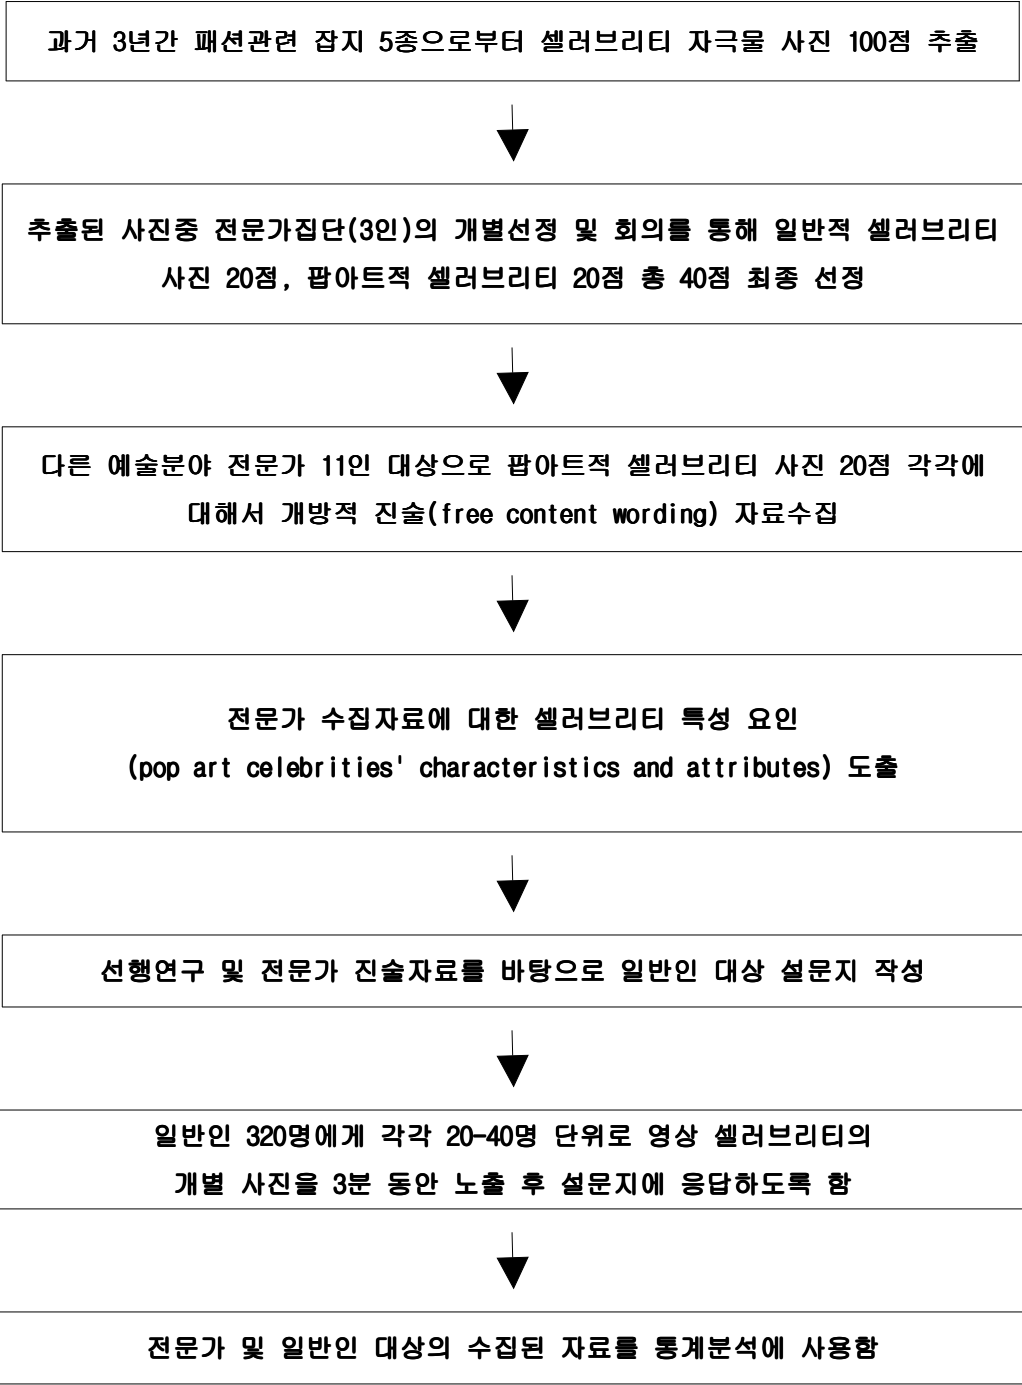 과거 3년간 패션관련 잡지 5종으로부터 셀러브리티 자극물 사진 100점 추출
추출된 사진중 전문가집단(3인)의 개별선정 및 회의를 통해 일반적 셀러브리티
사진 20점, 팝아트적 셀러브리티 20점 총 40점 최종 선정
다른 예술분야 전문가 11인 대상으로 팝아트적 셀러브리티 사진 20점 각각에
대해서 개방적 진술(free content wording) 자료수집
전문가 수집자료에 대한 셀러브리티 특성 요인
(pop art celebrities' characteristics and attributes) 도출
선행연구 및 전문가 진술자료를 바탕으로 일반인 대상 설문지 작성
일반인 320명에게 각각 20-40명 단위로 영상 셀러브리티의
개별 사진을 3분 동안 노출 후 설문지에 응답하도록 함
전문가 및 일반인 대상의 수집된 자료를 통계분석에 사용함